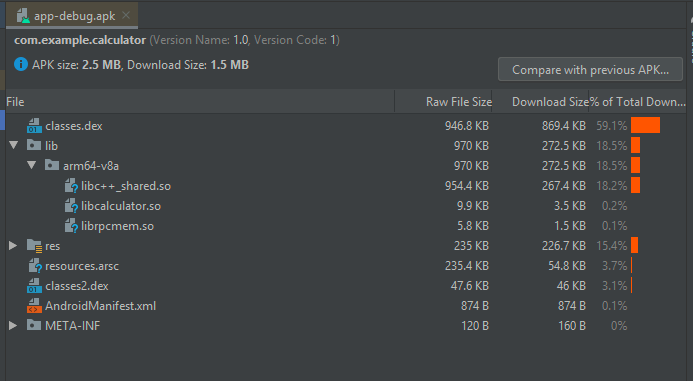 app-debug.apk
com.example.calculator (Version Name: 1.0, Version Code: 1)
APK size: 2.5 MB, Download Size: 1.5 MB
Compare with previous APK...
File Raw File Size Download Size % of Total Down...
classes.dex 946.8 KB 869.4 KB 59.1%
lib 970 KB 272.5 KB 18.5%
arm64-v8a 970 KB 272.5 KB 18.5%
libc++_shared.so 954.4 KB 267.4 KB 18.2%
libcalculator.so 9.9 KB 3.5 KB 0.2%
librpcmem.so 5.8 KB 1.5 KB 0.1%
res 235 KB 226.7 KB 15.4%
resources.arsc 235.4 KB 54.8 KB 3.7%
classes2.dex 47.6 KB 46 KB 3.1%
AndroidManifest.xml 874 B 874 B 0.1%
META-INF 120 B 160 B 0%